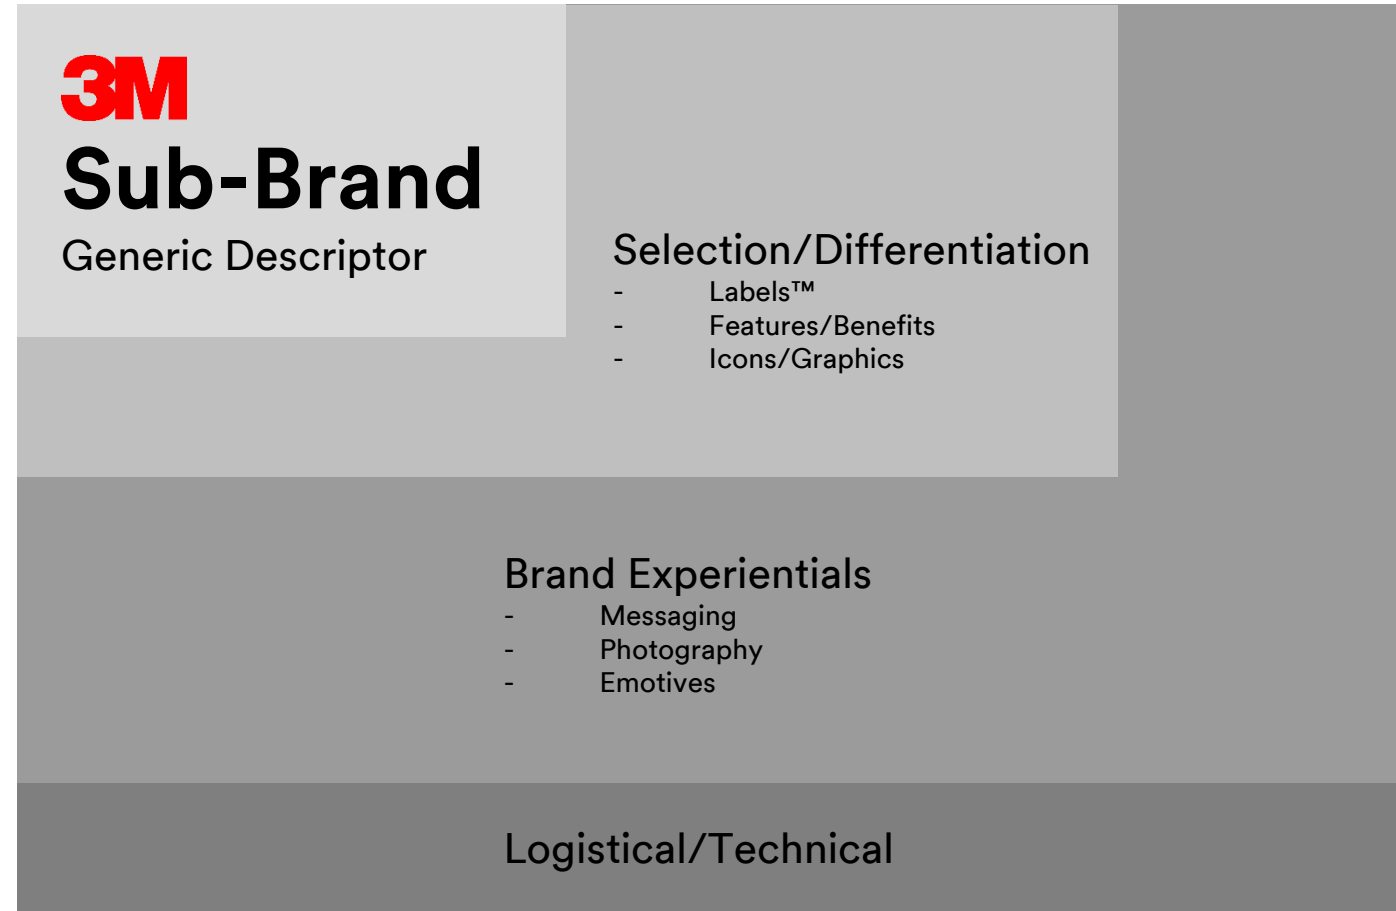 3M
Sub-Brand
Generic Descriptor
Selection/Differentiation
- Labels™
- Features/Benefits
- Icons/Graphics
Brand Experientials
- Messaging
- Photography
- Emotives
Logistical/Technical